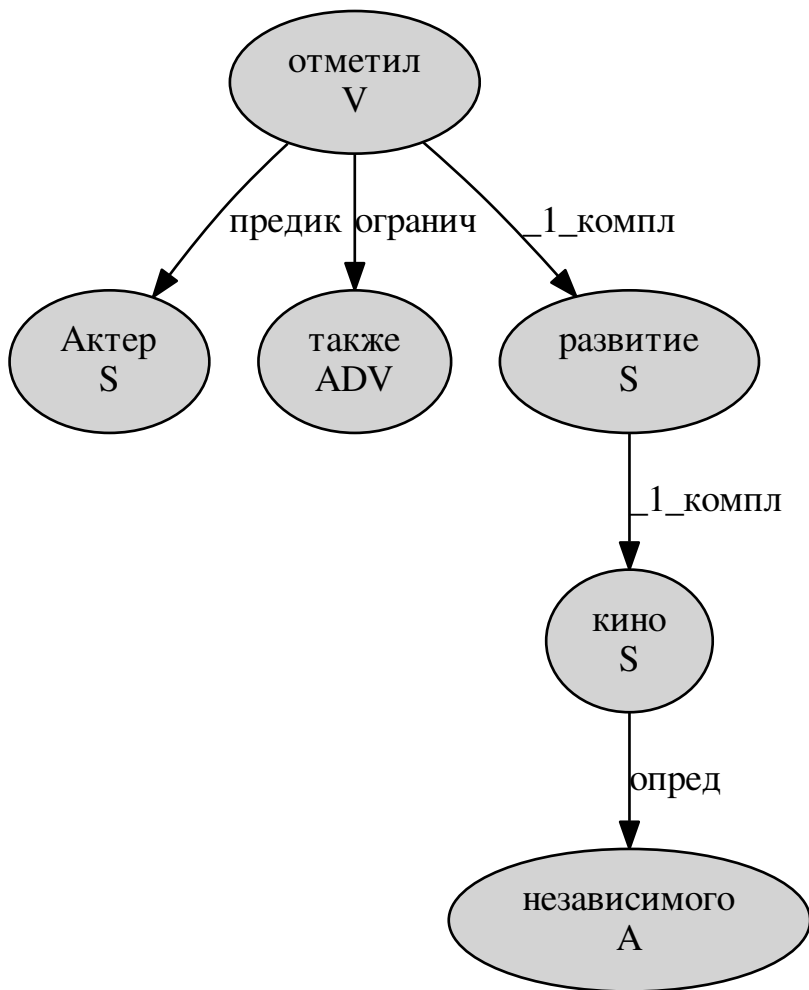 отметил
V
предик
огранич
_1_компл
Актер
S
также
ADV
развитие
S
_1_компл
кино
S
опред
независимого
A